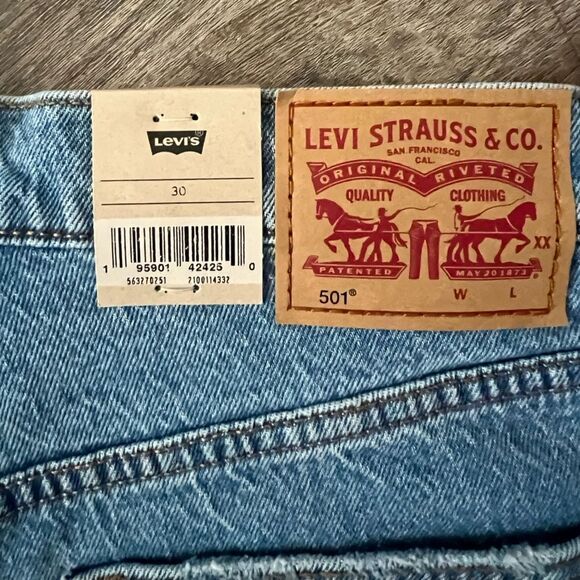 LEVI'S
30
1 95901 42425 0
563270251 2100114332
LEVI STRAUSS & CO.
SAN FRANCISCO
CAL.
ORIGINAL RIVETED
QUALITY CLOTHING
XX
PATENTED MAY 20 1873
501® W L